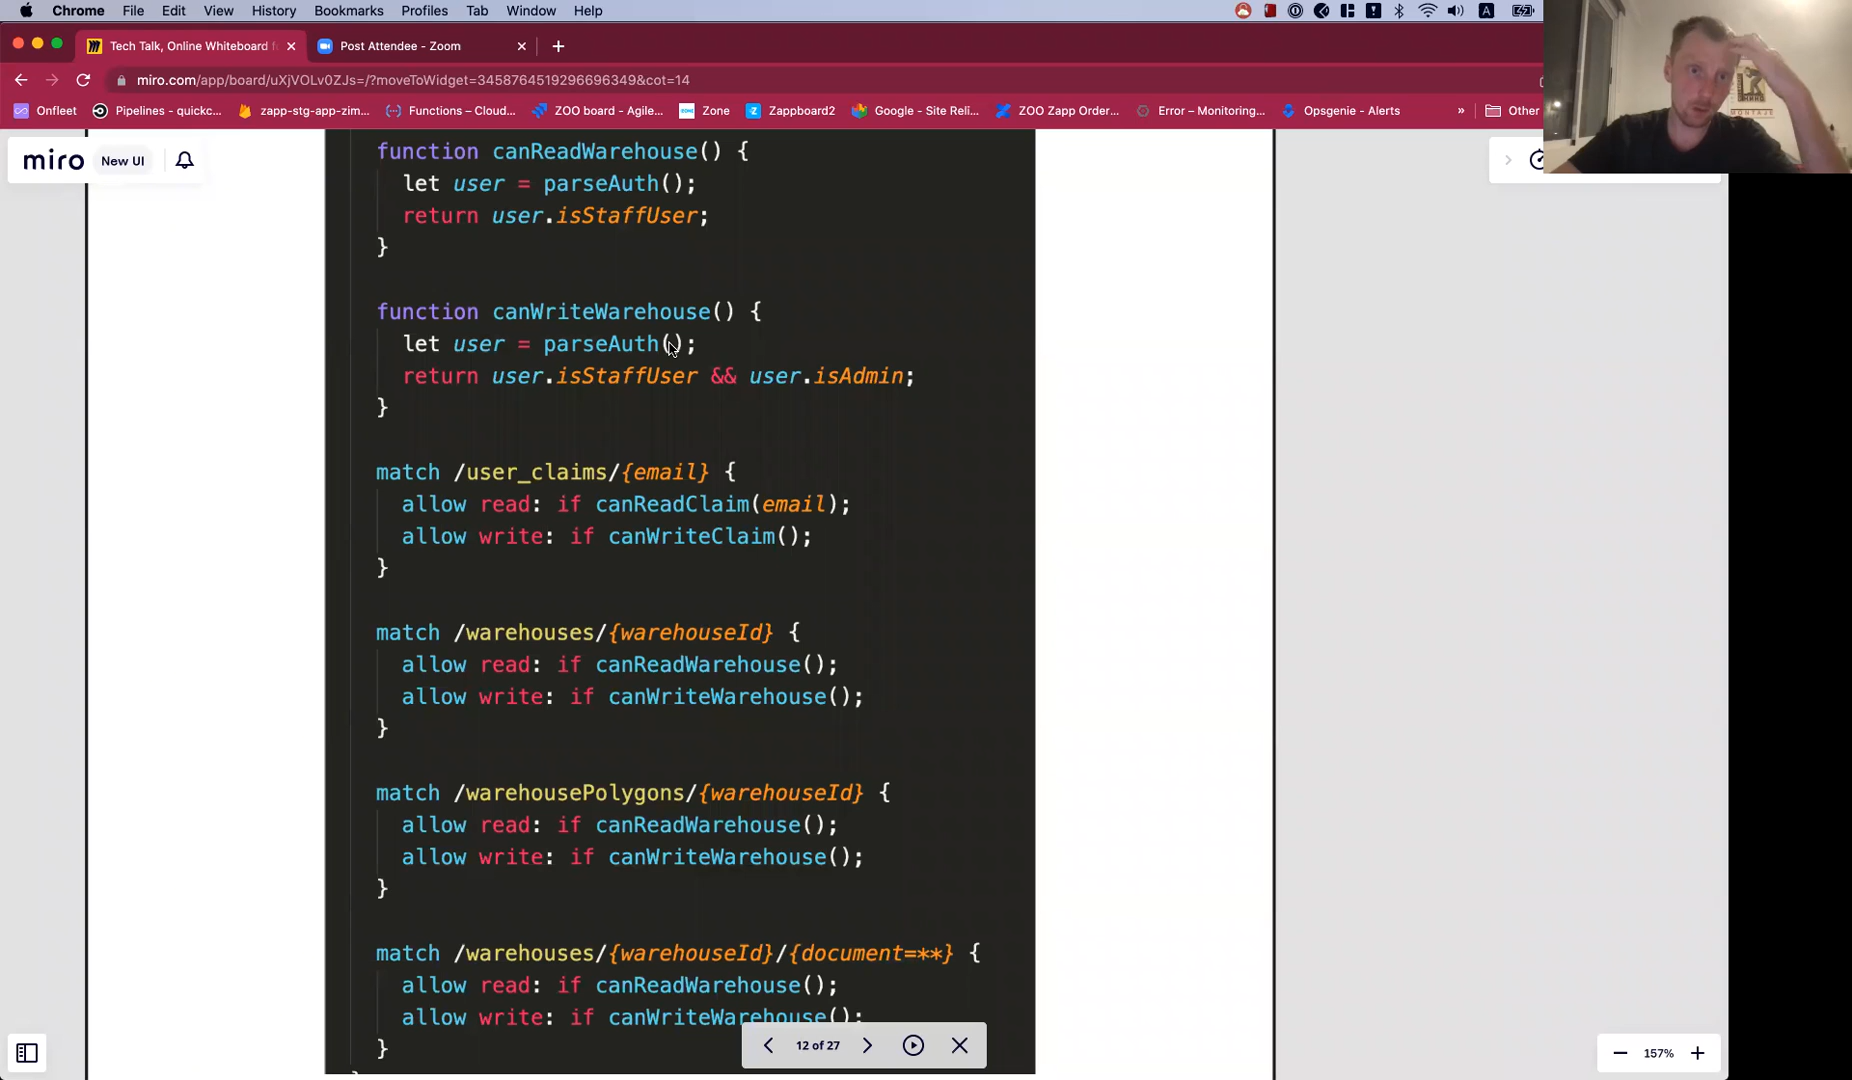 Chrome File Edit View History Bookmarks Profiles Tab Window Help
Tech Talk, Online Whiteboard f
Post Attendee - Zoom
miro.com/app/board/uXjVOLv0ZJs=/?moveToWidget=3458764519296696349&cot=14
Onfleet Pipelines - quickc... zapp-stg-app-zim... Functions – Cloud... ZOO board - Agile... Zone Zappboard2 Google - Site Reli... ZOO Zapp Order... Error – Monitoring... Opsgenie - Alerts » Other
miro New UI
function canReadWarehouse() {
let user = parseAuth();
return user.isStaffUser;
}
function canWriteWarehouse() {
let user = parseAuth();
return user.isStaffUser && user.isAdmin;
}
match /user_claims/{email} {
allow read: if canReadClaim(email);
allow write: if canWriteClaim();
}
match /warehouses/{warehouseId} {
allow read: if canReadWarehouse();
allow write: if canWriteWarehouse();
}
match /warehousePolygons/{warehouseId} {
allow read: if canReadWarehouse();
allow write: if canWriteWarehouse();
}
match /warehouses/{warehouseId}/{document=**} {
allow read: if canReadWarehouse();
allow write: if canWriteWarehouse();
}
12 of 27
157%